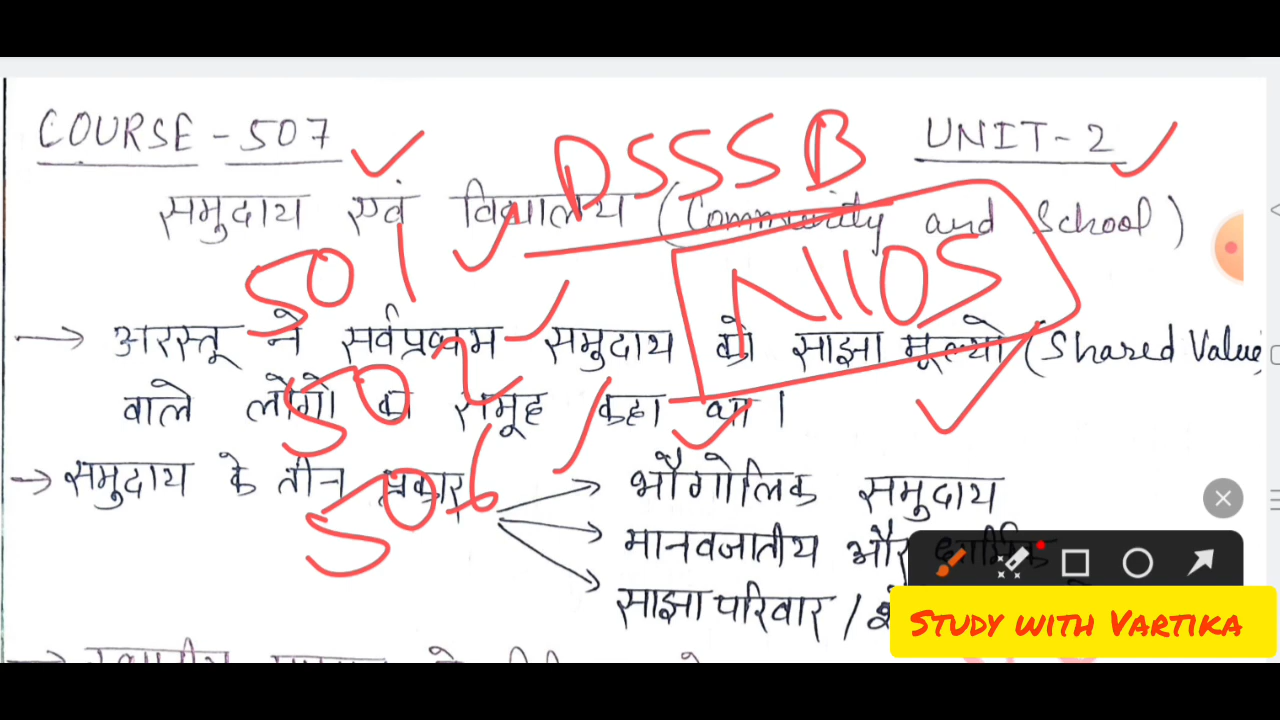 COURSE-507
UNIT-2
DSSSB
समुदाय एवं विद्यालय (Community and School)
501
NIOS
→ अरस्तू ने सर्वप्रथम समुदाय को साझा मूल्यो (Shared Value
502
वाले लोगो का समूह कहा था।
→ समुदाय के तीन प्रकार
506
भौगोलिक समुदाय
मानवजातीय और धार्मिक
साझा परिवार /
STUDY WITH VARTIKA